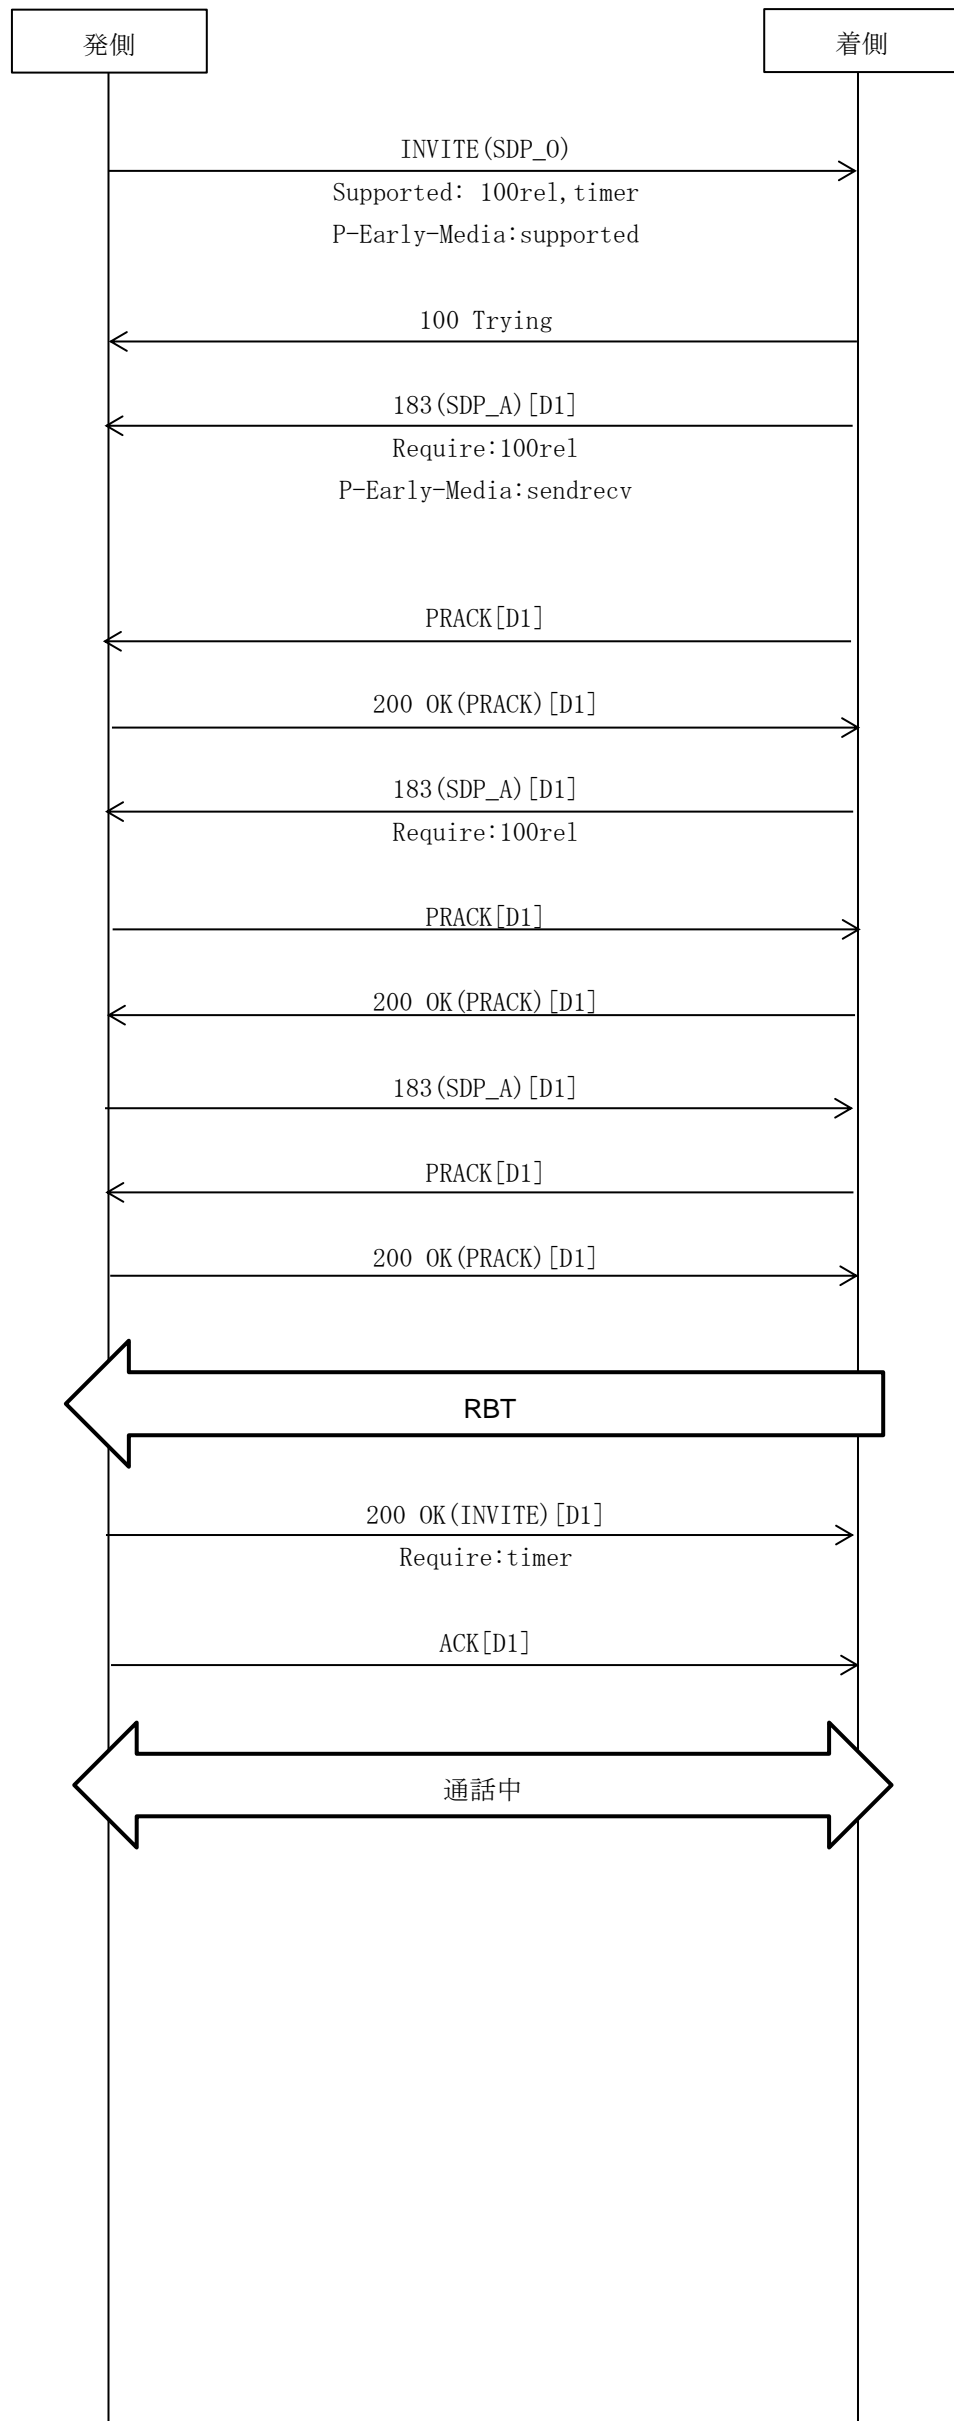 発側
着側
INVITE(SDP_O)
Supported: 100rel,timer
P-Early-Media:supported
100 Trying
183(SDP_A)[D1]
Require:100rel
P-Early-Media:sendrecv
PRACK[D1]
200 OK(PRACK)[D1]
183(SDP_A)[D1]
Require:100rel
PRACK[D1]
200 OK(PRACK)[D1]
183(SDP_A)[D1]
PRACK[D1]
200 OK(PRACK)[D1]
RBT
200 OK(INVITE)[D1]
Require:timer
ACK[D1]
通話中